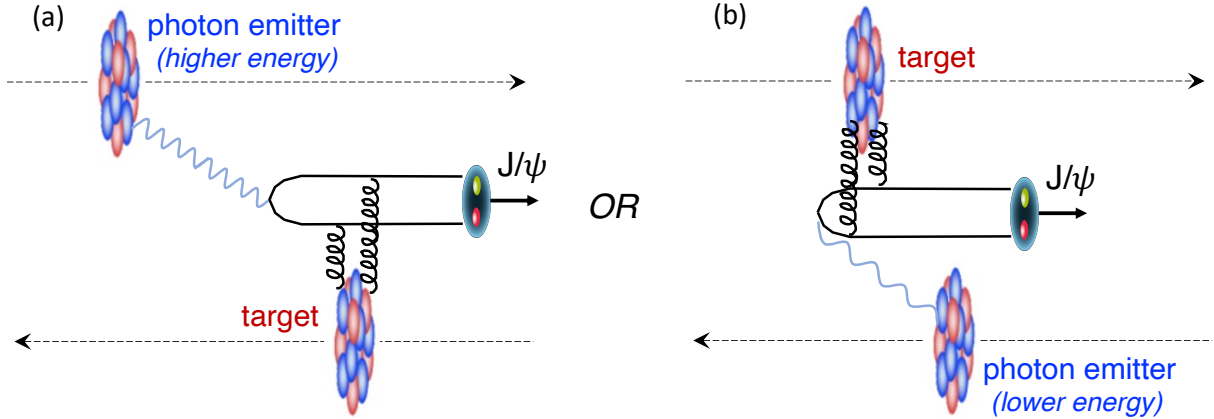 (a)
photon emitter
(higher energy)
J/ψ
target
OR
(b)
target
J/ψ
photon emitter
(lower energy)